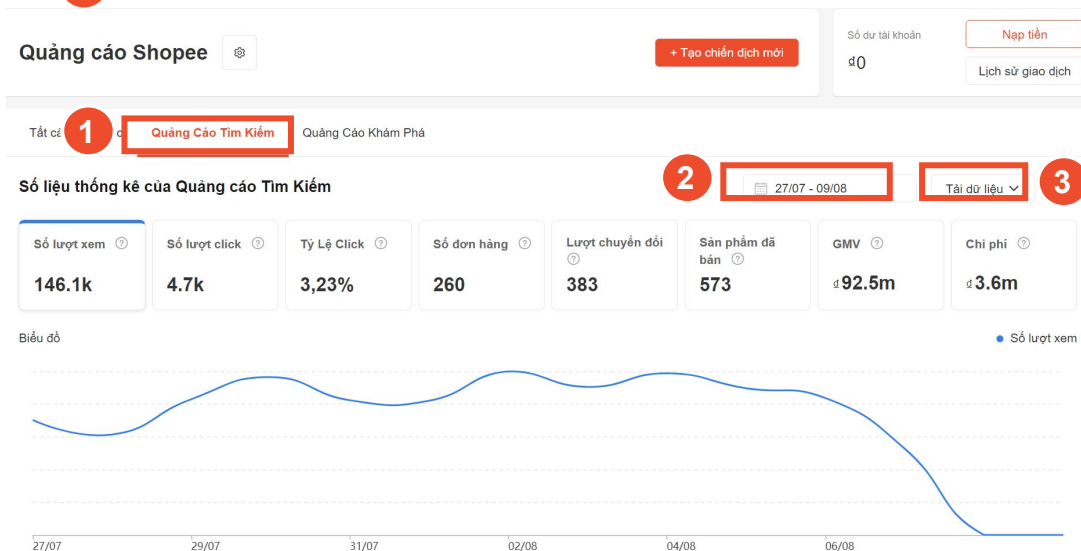 Số dư tài khoản
Nạp tiền
Quảng cáo Shopee
+ Tạo chiến dịch mới
₫0
Lịch sử giao dịch
Tất cả
1
Quảng Cáo Tìm Kiếm
Quảng Cáo Khám Phá
Số liệu thống kê của Quảng cáo Tìm Kiếm
2
27/07 - 09/08
Tải dữ liệu
3
Số lượt xem
146.1k
Số lượt click
4.7k
Tỷ Lệ Click
3,23%
Số đơn hàng
260
Lượt chuyển đổi
383
Sản phẩm đã
bán
573
GMV
₫92.5m
Chi phí
₫3.6m
Biểu đồ
Số lượt xem
27/07
29/07
31/07
02/08
04/08
06/08